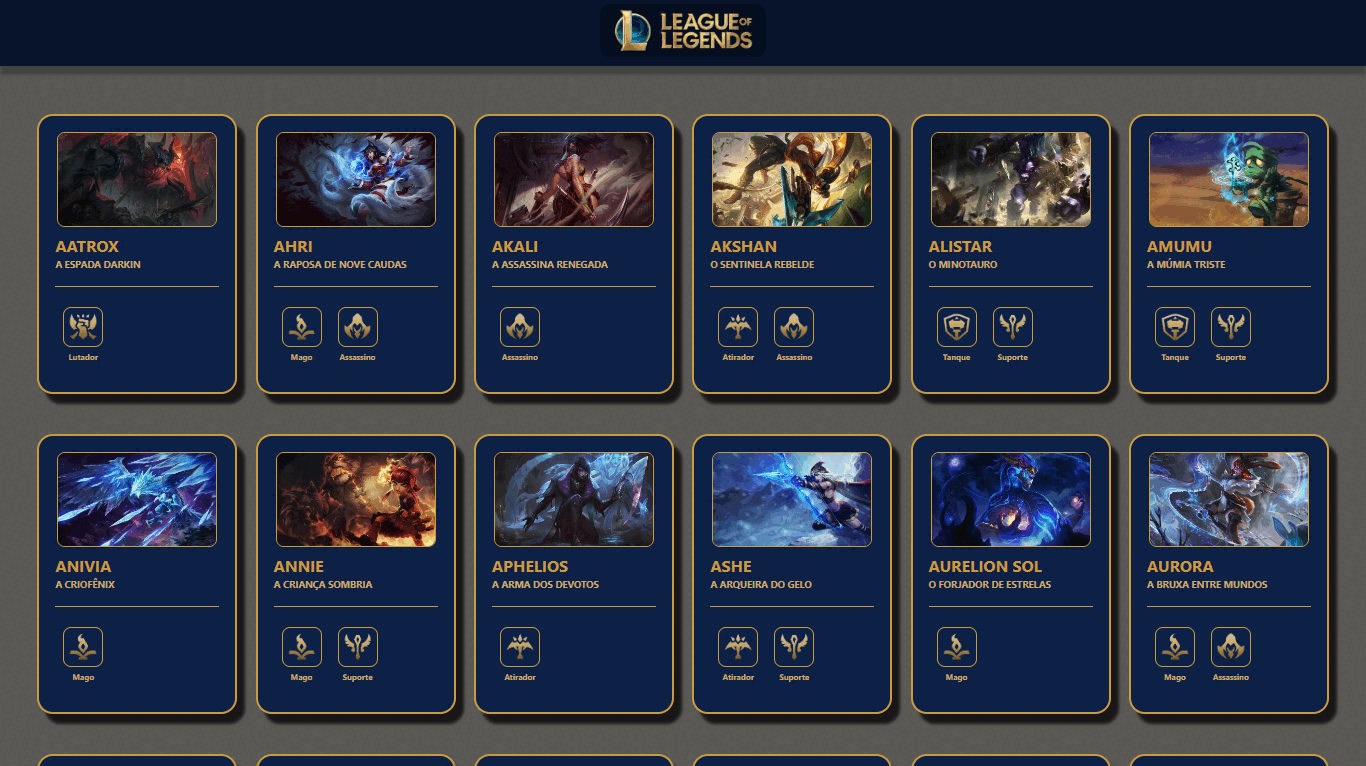 LEAGUE OF
LEGENDS
AATROX
A ESPADA DARKIN
Lutador
AHRI
A RAPOSA DE NOVE CAUDAS
Mago Assassino
AKALI
A ASSASSINA RENEGADA
Assassino
AKSHAN
O SENTINELA REBELDE
Atirador Assassino
ALISTAR
O MINOTAURO
Tanque Suporte
AMUMU
A MÚMIA TRISTE
Tanque Suporte
ANIVIA
A CRIOFÊNIX
Mago
ANNIE
A CRIANÇA SOMBRIA
Mago Suporte
APHELIOS
A ARMA DOS DEVOTOS
Atirador
ASHE
A ARQUEIRA DO GELO
Atirador Suporte
AURELION SOL
O FORJADOR DE ESTRELAS
Mago
AURORA
A BRUXA ENTRE MUNDOS
Mago Assassino